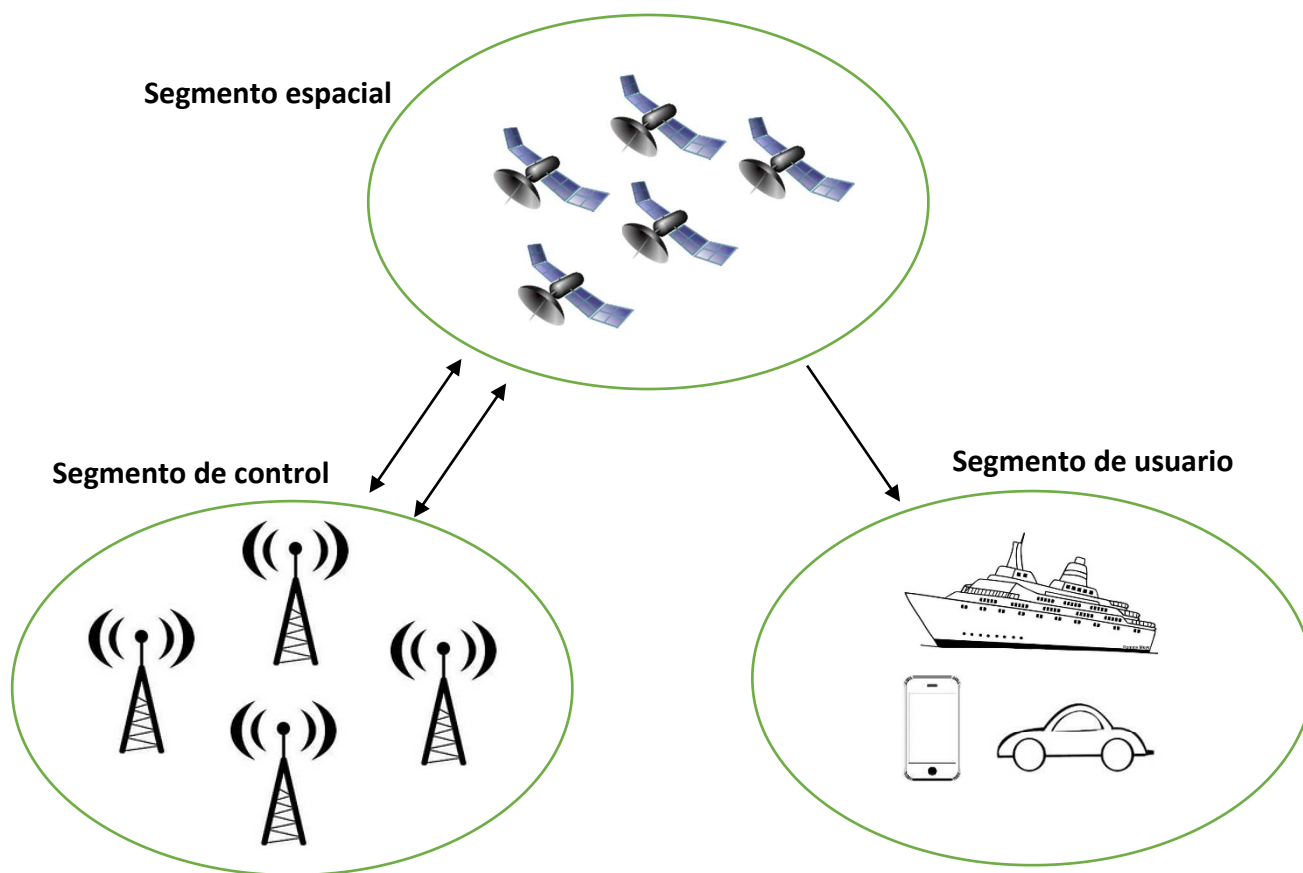 Segmento espacial
Segmento de control
Segmento de usuario